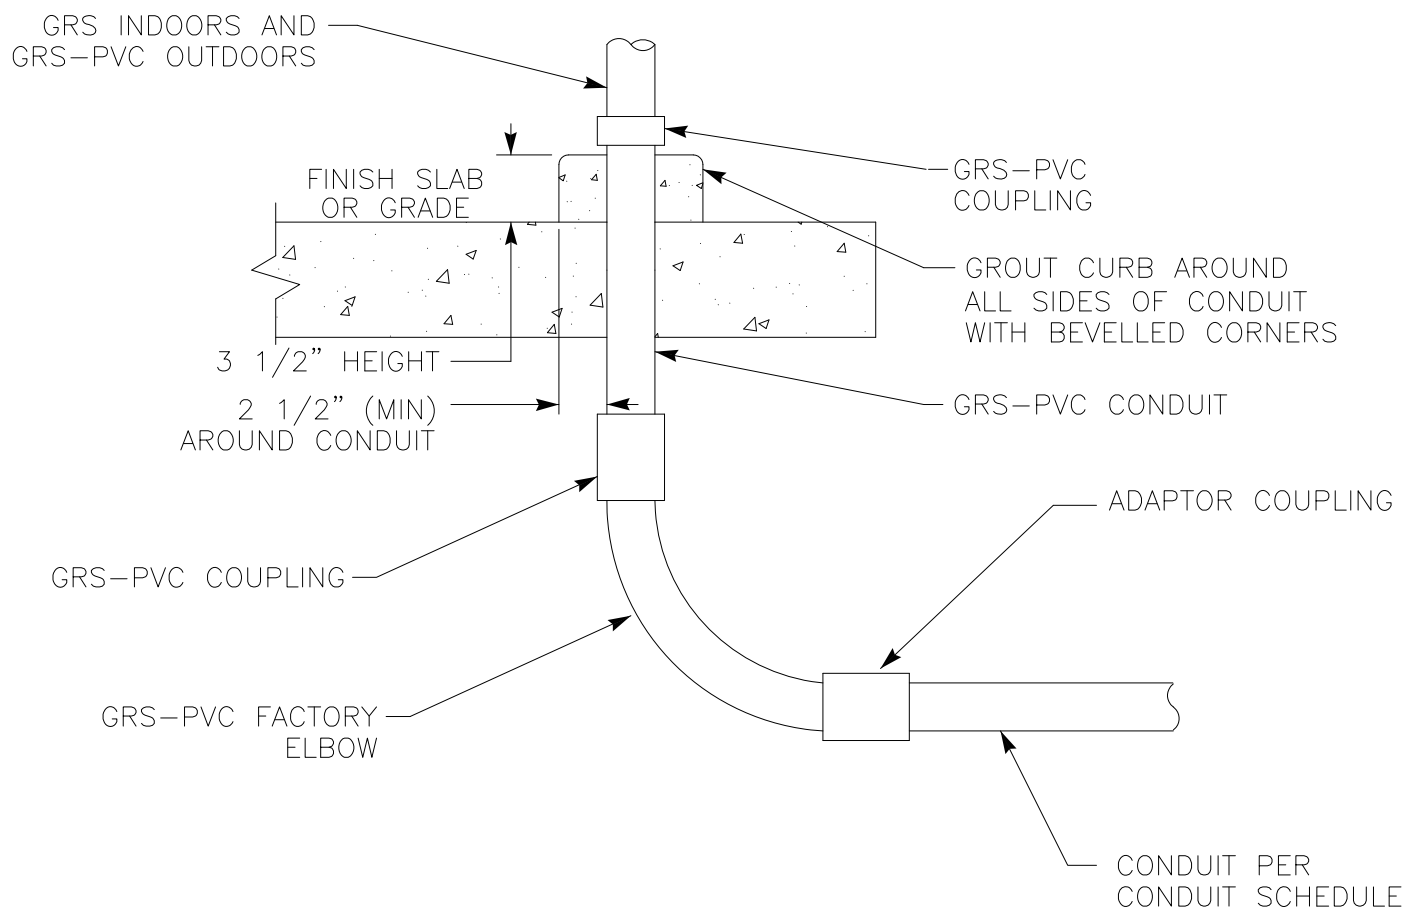 GRS INDOORS AND
GRS-PVC OUTDOORS
GRS-PVC
COUPLING
FINISH SLAB
OR GRADE
GROUT CURB AROUND
ALL SIDES OF CONDUIT
WITH BEVELLED CORNERS
3 1/2" HEIGHT
2 1/2" (MIN)
AROUND CONDUIT
GRS-PVC CONDUIT
ADAPTOR COUPLING
GRS-PVC COUPLING
GRS-PVC FACTORY
ELBOW
CONDUIT PER
CONDUIT SCHEDULE